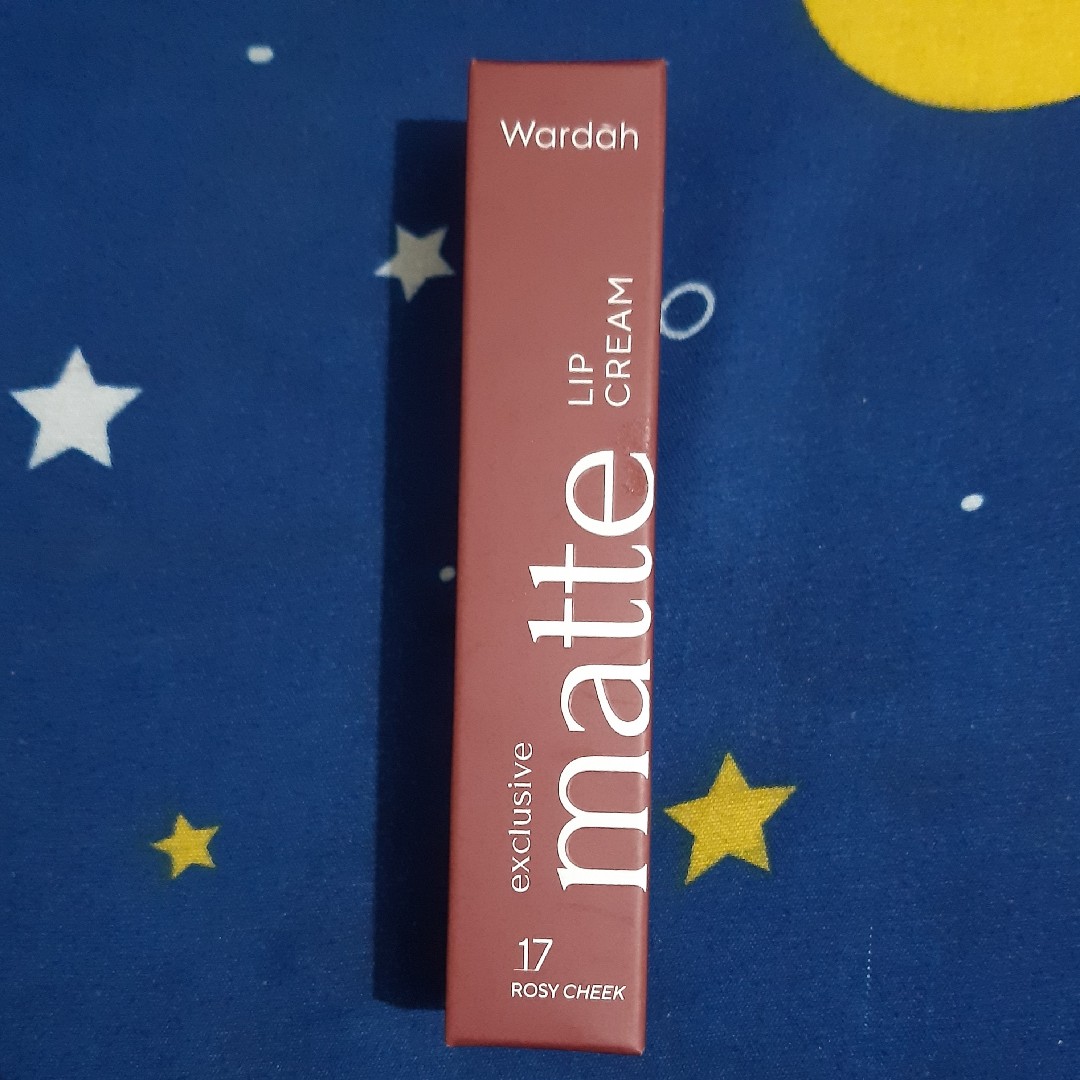 Wardah
exclusive
matte
LIP
CREAM
17
ROSY CHEEK